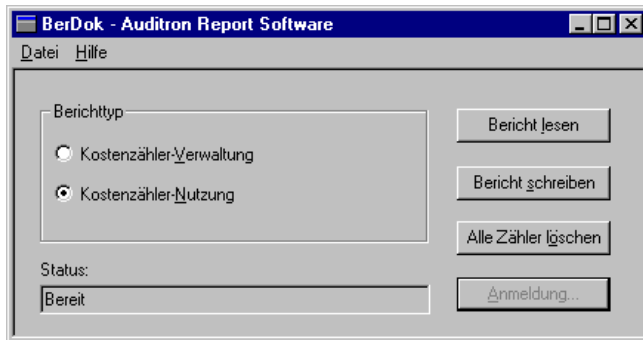 BerDok - Auditron Report Software
Datei Hilfe
Berichttyp
Kostenzähler-Verwaltung
Kostenzähler-Nutzung
Status:
Bereit
Bericht lesen
Bericht schreiben
Alle Zähler löschen
Anmeldung...